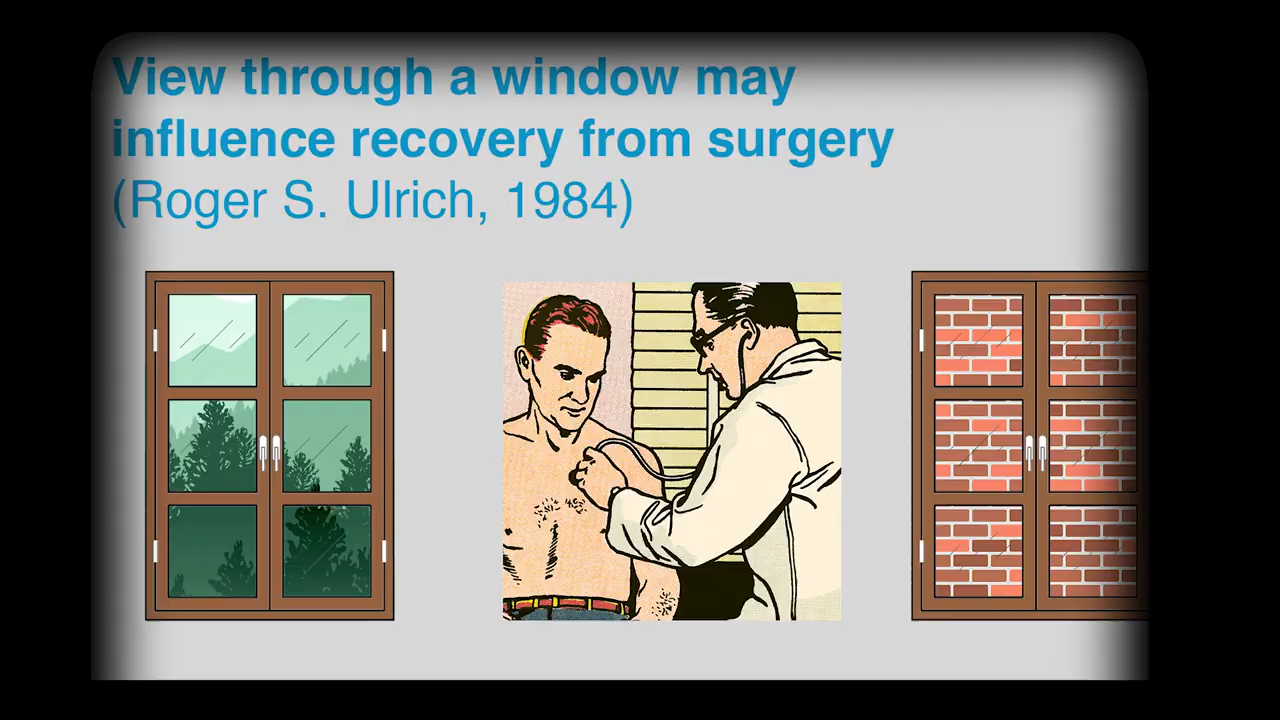 View through a window may
influence recovery from surgery
(Roger S. Ulrich, 1984)